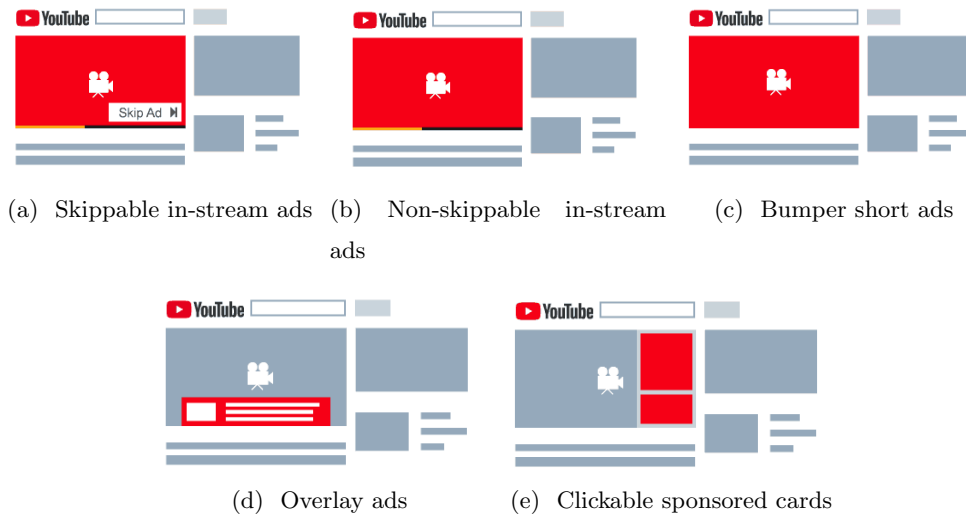 YouTube YouTube YouTube
Skip Ad
(a) Skippable in-stream ads (b) Non-skippable in-stream (c) Bumper short ads
ads
YouTube YouTube
(d) Overlay ads (e) Clickable sponsored cards